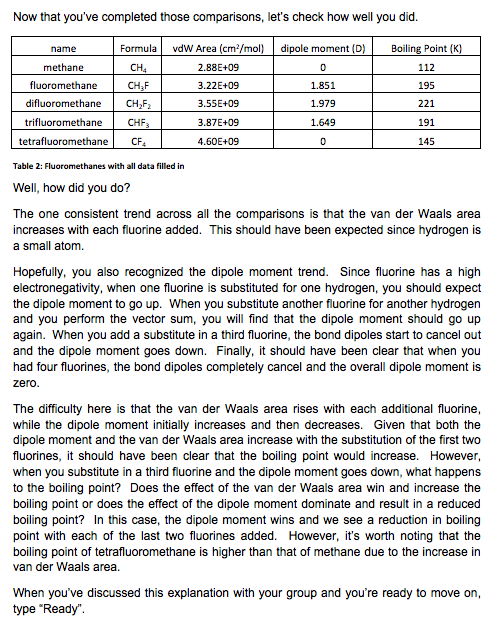 Now that you've completed those comparisons, let's check how well you did.
name Formula vdW Area (cm²/mol) dipole moment (D) Boiling Point (K)
methane CH₄ 2.88E+09 0 112
fluoromethane CH₃F 3.22E+09 1.851 195
difluoromethane CH₂F₂ 3.55E+09 1.979 221
trifluoromethane CHF₃ 3.87E+09 1.649 191
tetrafluoromethane CF₄ 4.60E+09 0 145
Table 2: Fluoromethanes with all data filled in
Well, how did you do?
The one consistent trend across all the comparisons is that the van der Waals area
increases with each fluorine added. This should have been expected since hydrogen is
a small atom.
Hopefully, you also recognized the dipole moment trend. Since fluorine has a high
electronegativity, when one fluorine is substituted for one hydrogen, you should expect
the dipole moment to go up. When you substitute another fluorine for another hydrogen
and you perform the vector sum, you will find that the dipole moment should go up
again. When you add a substitute in a third fluorine, the bond dipoles start to cancel out
and the dipole moment goes down. Finally, it should have been clear that when you
had four fluorines, the bond dipoles completely cancel and the overall dipole moment is
zero.
The difficulty here is that the van der Waals area rises with each additional fluorine,
while the dipole moment initially increases and then decreases. Given that both the
dipole moment and the van der Waals area increase with the substitution of the first two
fluorines, it should have been clear that the boiling point would increase. However,
when you substitute in a third fluorine and the dipole moment goes down, what happens
to the boiling point? Does the effect of the van der Waals area win and increase the
boiling point or does the effect of the dipole moment dominate and result in a reduced
boiling point? In this case, the dipole moment wins and we see a reduction in boiling
point with each of the last two fluorines added. However, it's worth noting that the
boiling point of tetrafluoromethane is higher than that of methane due to the increase in
van der Waals area.
When you've discussed this explanation with your group and you're ready to move on,
type "Ready".